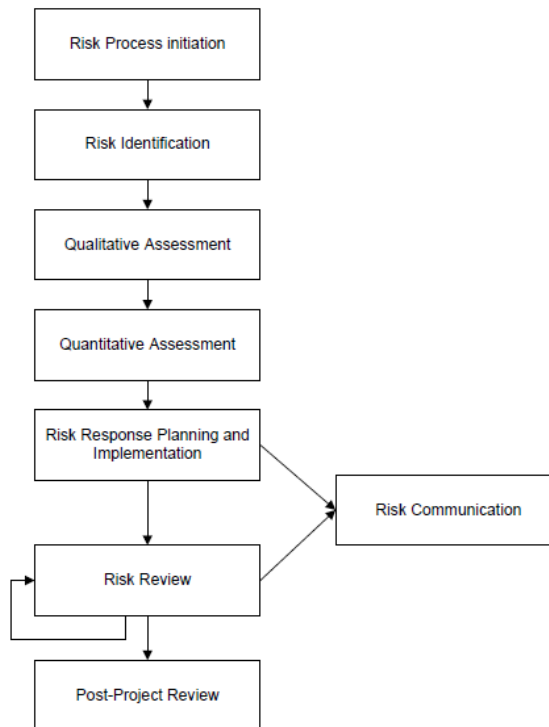 Risk Process initiation
Risk Identification
Qualitative Assessment
Quantitative Assessment
Risk Response Planning and
Implementation
Risk Communication
Risk Review
Post-Project Review